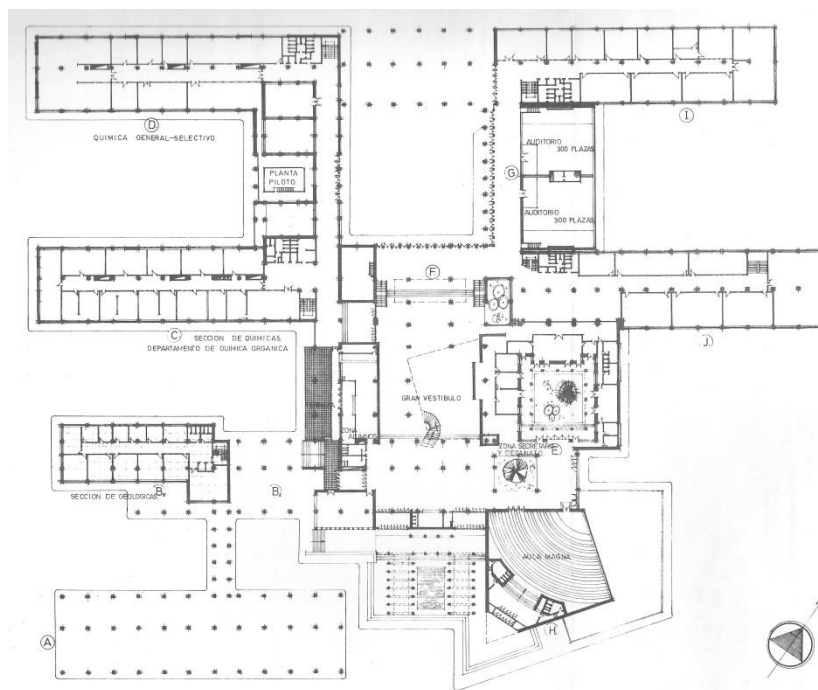 D
QUIMICA GENERAL-SELECTIVO
I.
AUDITORIO
300 PLAZAS
G
PLANTA
PILOTO
AUDITORIO
300 PLAZAS
F
C
SECCION DE QUIMICAS.
DEPARTAMENTO DE QUIMICA ORGANICA
J.
GRAN VESTIBULO
ZONA
ALUMNOS
ZONA SECRETARIA
Y DECANATO
E
SECCION DE GEOLOGICAS
B
B
AULA MAGNA
H.
A